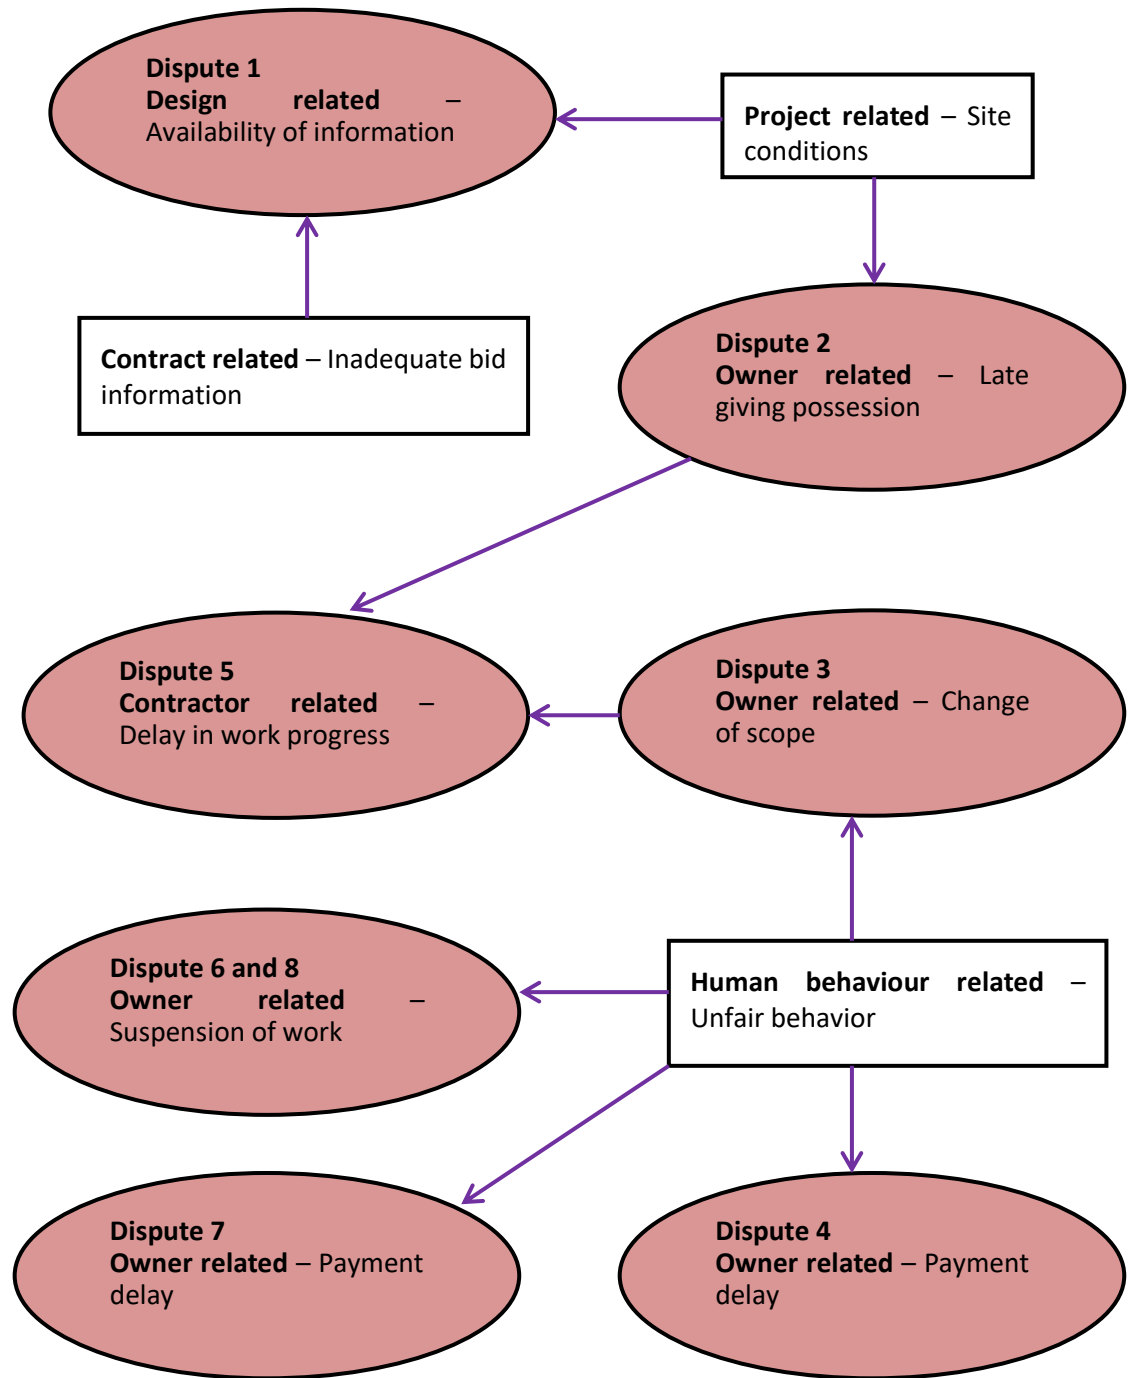 Dispute 1
Design related –
Availability of information
Project related – Site
conditions
Contract related – Inadequate bid
information
Dispute 2
Owner related – Late
giving possession
Dispute 5
Contractor related –
Delay in work progress
Dispute 3
Owner related – Change
of scope
Dispute 6 and 8
Owner related –
Suspension of work
Human behaviour related –
Unfair behavior
Dispute 7
Owner related – Payment
delay
Dispute 4
Owner related – Payment
delay